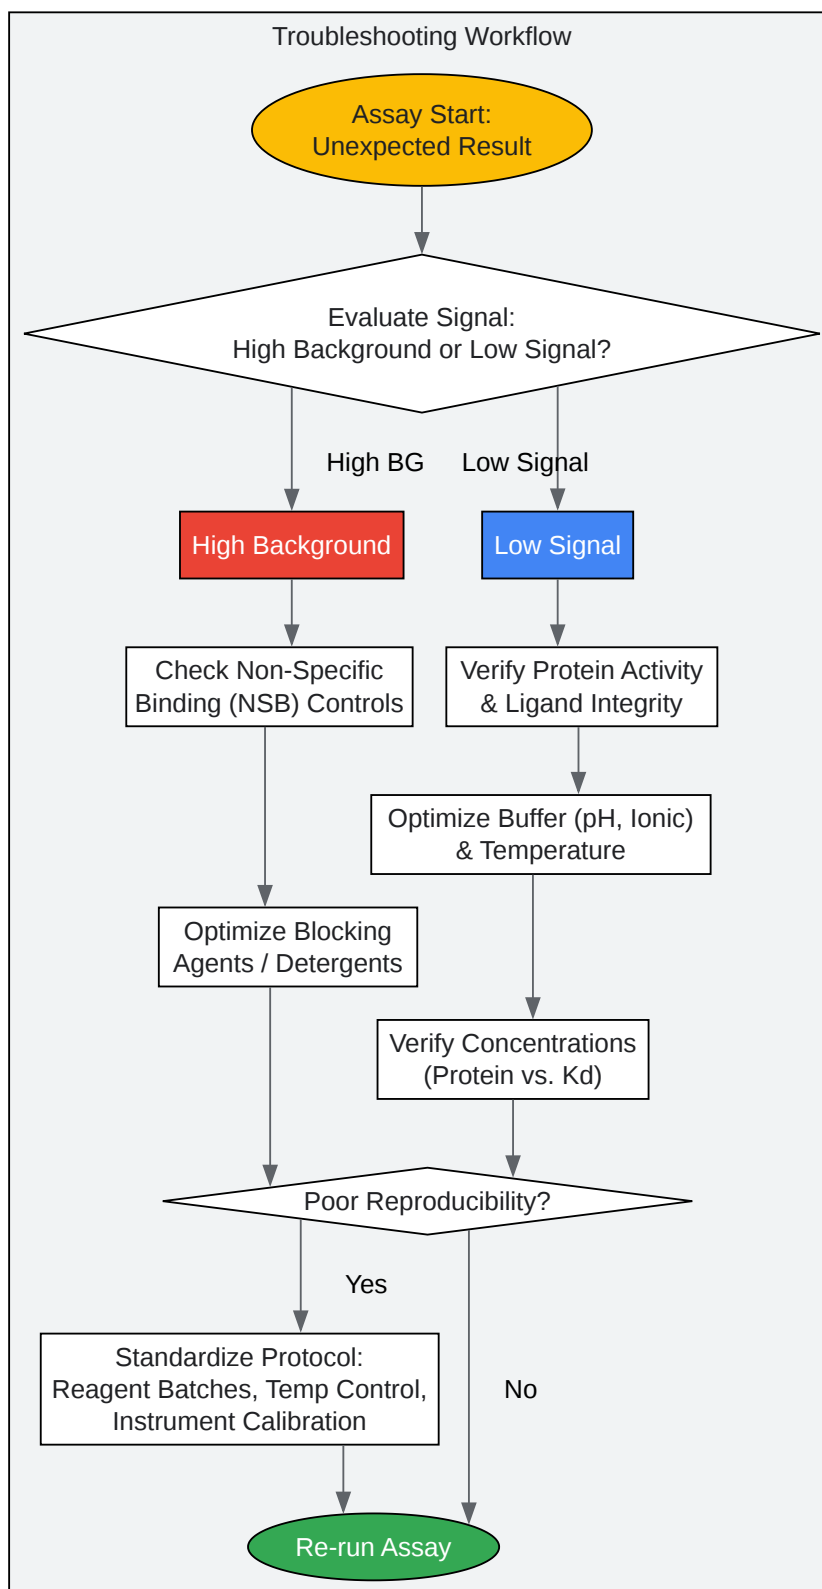 Troubleshooting Workflow
Assay Start:
Unexpected Result
Evaluate Signal:
High Background or Low Signal?
High BG
Low Signal
High Background
Low Signal
Check Non-Specific
Binding (NSB) Controls
Verify Protein Activity
& Ligand Integrity
Optimize Buffer (pH, Ionic)
& Temperature
Optimize Blocking
Agents / Detergents
Verify Concentrations
(Protein vs. Kd)
Poor Reproducibility?
Yes
Standardize Protocol:
Reagent Batches, Temp Control,
Instrument Calibration
No
Re-run Assay